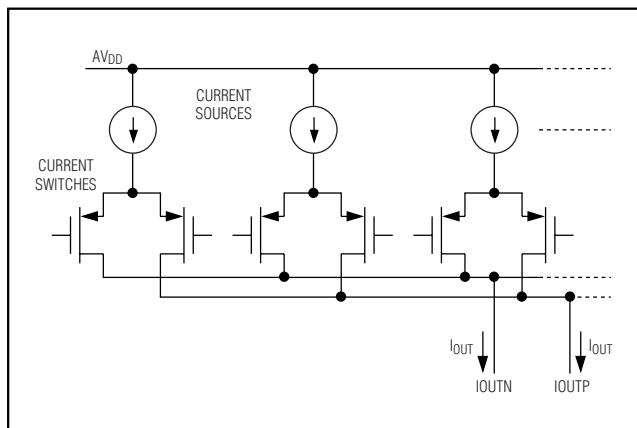 AVDD
CURRENT
SOURCES
CURRENT
SWITCHES
IOUT
IOUT
IOUTN
IOUTP